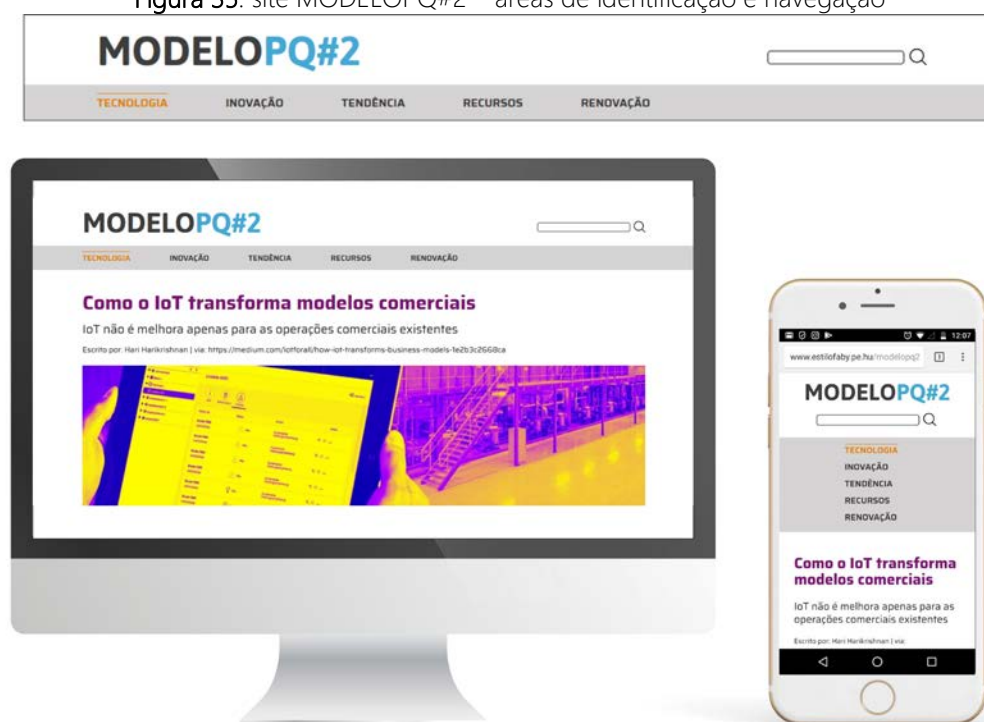 Figura 35: site MODELOPQ#2 – áreas de identificação e navegação
MODELOPQ#2
TECNOLOGIA INOVAÇÃO TENDÊNCIA RECURSOS RENOVAÇÃO
MODELOPQ#2
TECNOLOGIA INOVAÇÃO TENDÊNCIA RECURSOS RENOVAÇÃO
Como o IoT transforma modelos comerciais
IoT não é melhora apenas para as operações comerciais existentes
Escrito por: Hari Harikrishnan | via: https://medium.com/iotforall/how-iot-transforms-business-models-1e2b3c2668ca
12:07
www.estilofaby.pe.hu/modelopq2
MODELOPQ#2
TECNOLOGIA
INOVAÇÃO
TENDÊNCIA
RECURSOS
RENOVAÇÃO
Como o IoT transforma
modelos comerciais
IoT não é melhora apenas para as
operações comerciais existentes
Escrito por: Hari Harikrishnan | via: